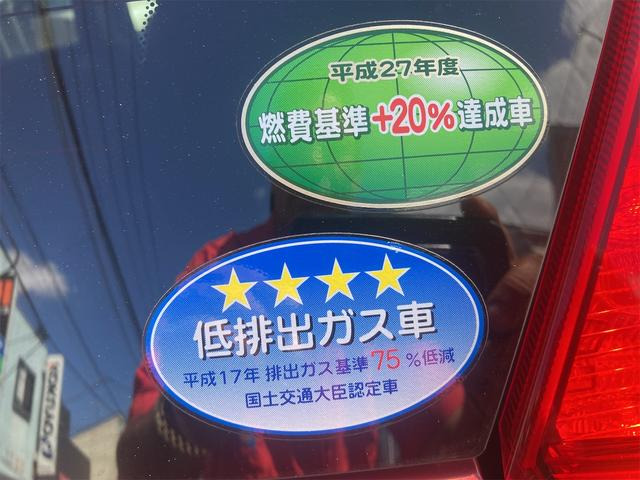 平成27年度
燃費基準+20%達成車
★★★★
低排出ガス車
平成17年 排出ガス基準75%低減
国土交通大臣認定車